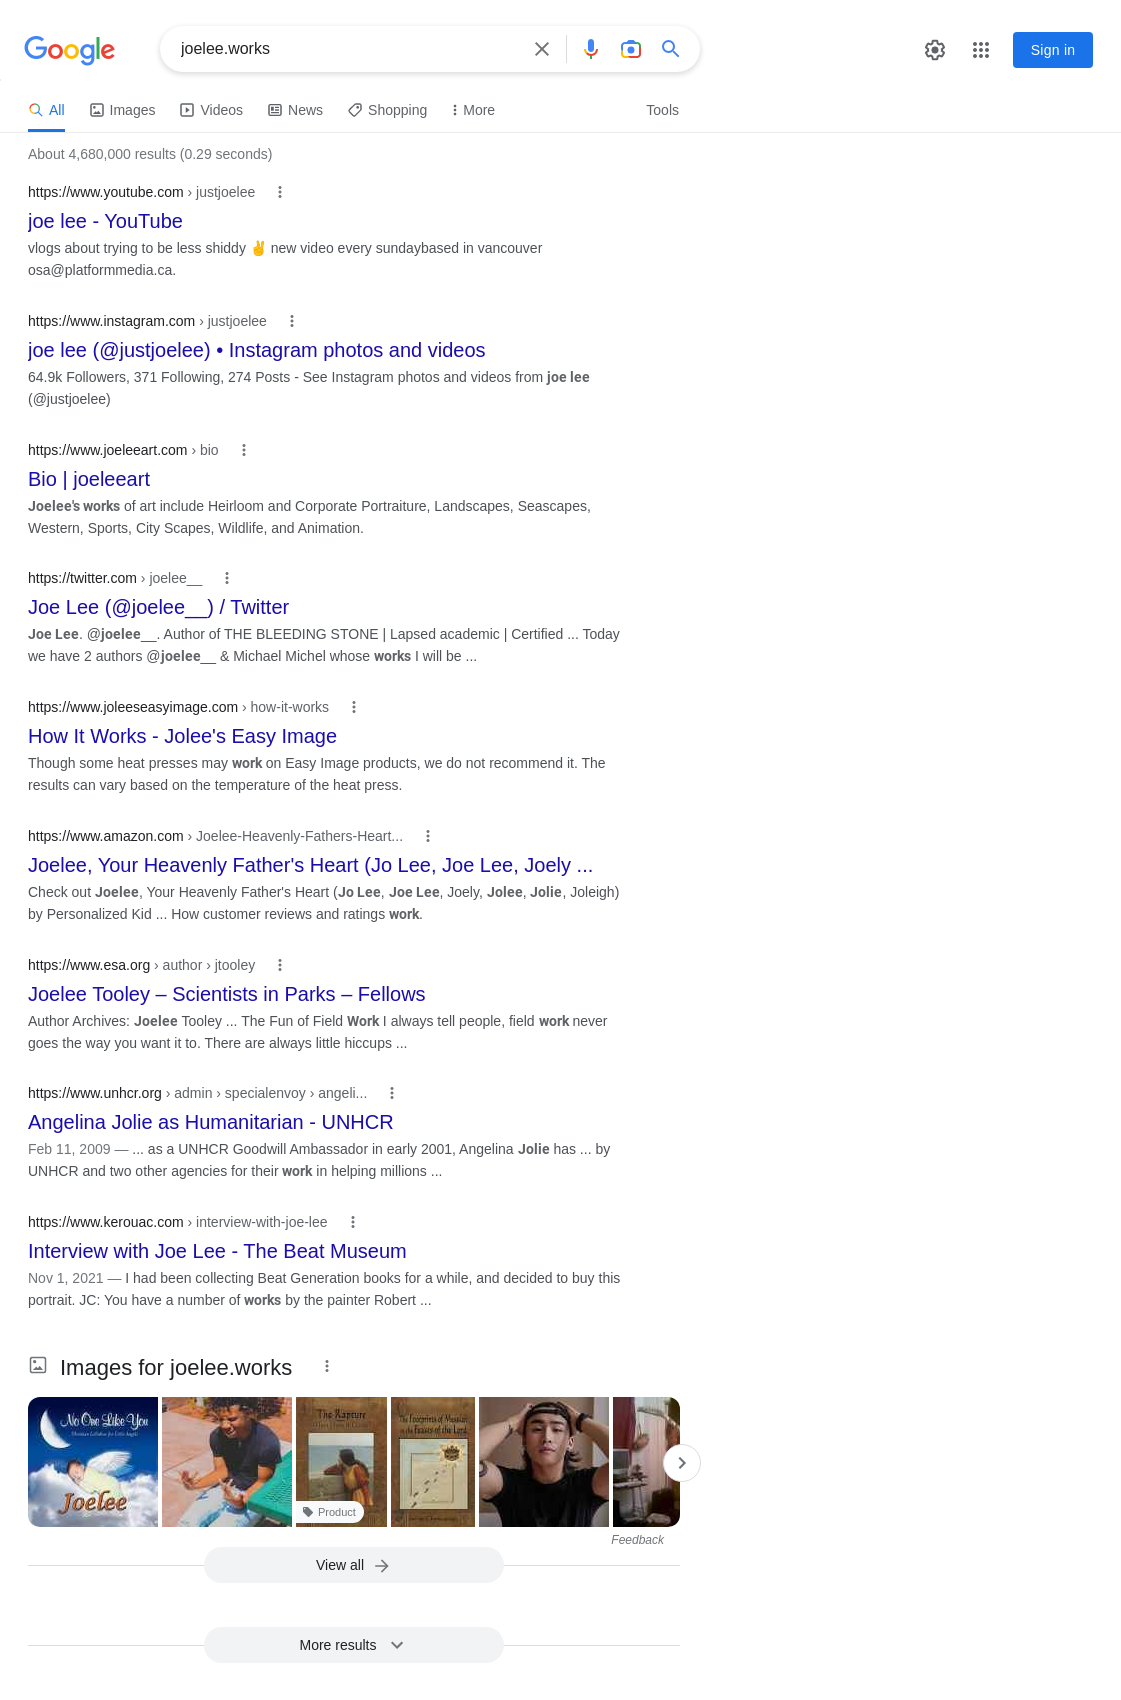 Google
joelee.works
Sign in
All
Images
Videos
News
Shopping
More
Tools
About 4,680,000 results (0.29 seconds)
https://www.youtube.com › justjoelee
joe lee - YouTube
vlogs about trying to be less shiddy ✌️ new video every sundaybased in vancouver
osa@platformmedia.ca.
https://www.instagram.com › justjoelee
joe lee (@justjoelee) • Instagram photos and videos
64.9k Followers, 371 Following, 274 Posts - See Instagram photos and videos from joe lee
(@justjoelee)
https://www.joeleeart.com › bio
Bio | joeleeart
Joelee's works of art include Heirloom and Corporate Portraiture, Landscapes, Seascapes,
Western, Sports, City Scapes, Wildlife, and Animation.
https://twitter.com › joelee__
Joe Lee (@joelee__) / Twitter
Joe Lee. @joelee__. Author of THE BLEEDING STONE | Lapsed academic | Certified ... Today
we have 2 authors @joelee__ & Michael Michel whose works I will be ...
https://www.joleeseasyimage.com › how-it-works
How It Works - Jolee's Easy Image
Though some heat presses may work on Easy Image products, we do not recommend it. The
results can vary based on the temperature of the heat press.
https://www.amazon.com › Joelee-Heavenly-Fathers-Heart...
Joelee, Your Heavenly Father's Heart (Jo Lee, Joe Lee, Joely ...
Check out Joelee, Your Heavenly Father's Heart (Jo Lee, Joe Lee, Joely, Jolee, Jolie, Joleigh)
by Personalized Kid ... How customer reviews and ratings work.
https://www.esa.org › author › jtooley
Joelee Tooley – Scientists in Parks – Fellows
Author Archives: Joelee Tooley ... The Fun of Field Work I always tell people, field work never
goes the way you want it to. There are always little hiccups ...
https://www.unhcr.org › admin › specialenvoy › angeli...
Angelina Jolie as Humanitarian - UNHCR
Feb 11, 2009 — ... as a UNHCR Goodwill Ambassador in early 2001, Angelina Jolie has ... by
UNHCR and two other agencies for their work in helping millions ...
https://www.kerouac.com › interview-with-joe-lee
Interview with Joe Lee - The Beat Museum
Nov 1, 2021 — I had been collecting Beat Generation books for a while, and decided to buy this
portrait. JC: You have a number of works by the painter Robert ...
Images for joelee.works
No One Like You
Joelee
The Rapture
The Footprints of Messiah
in the Feasts of the Lord
Product
Feedback
View all
More results